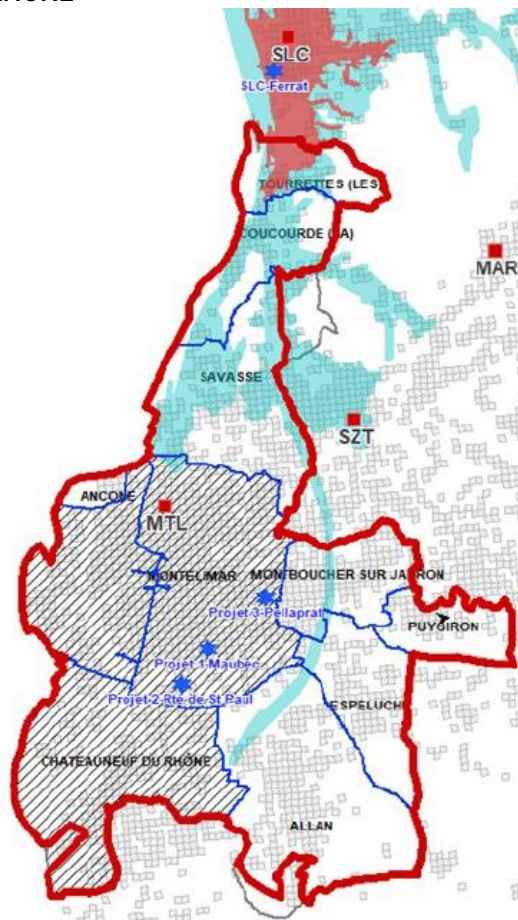 SLC
SLC-Ferrat
TOURRETTES (LES)
COUCOURDE (LA)
MAR
SAVASSE
SZT
ANCONE
MTL
MONTELIMAR
MONTBOUCHER SUR JABRON
Projet 3-Pellaprat
PUYGIRON
Projet 1-Maubec
Projet 2-Rte de St Paul
ESPELUCHE
CHATEAUNEUF DU RHÔNE
ALLAN